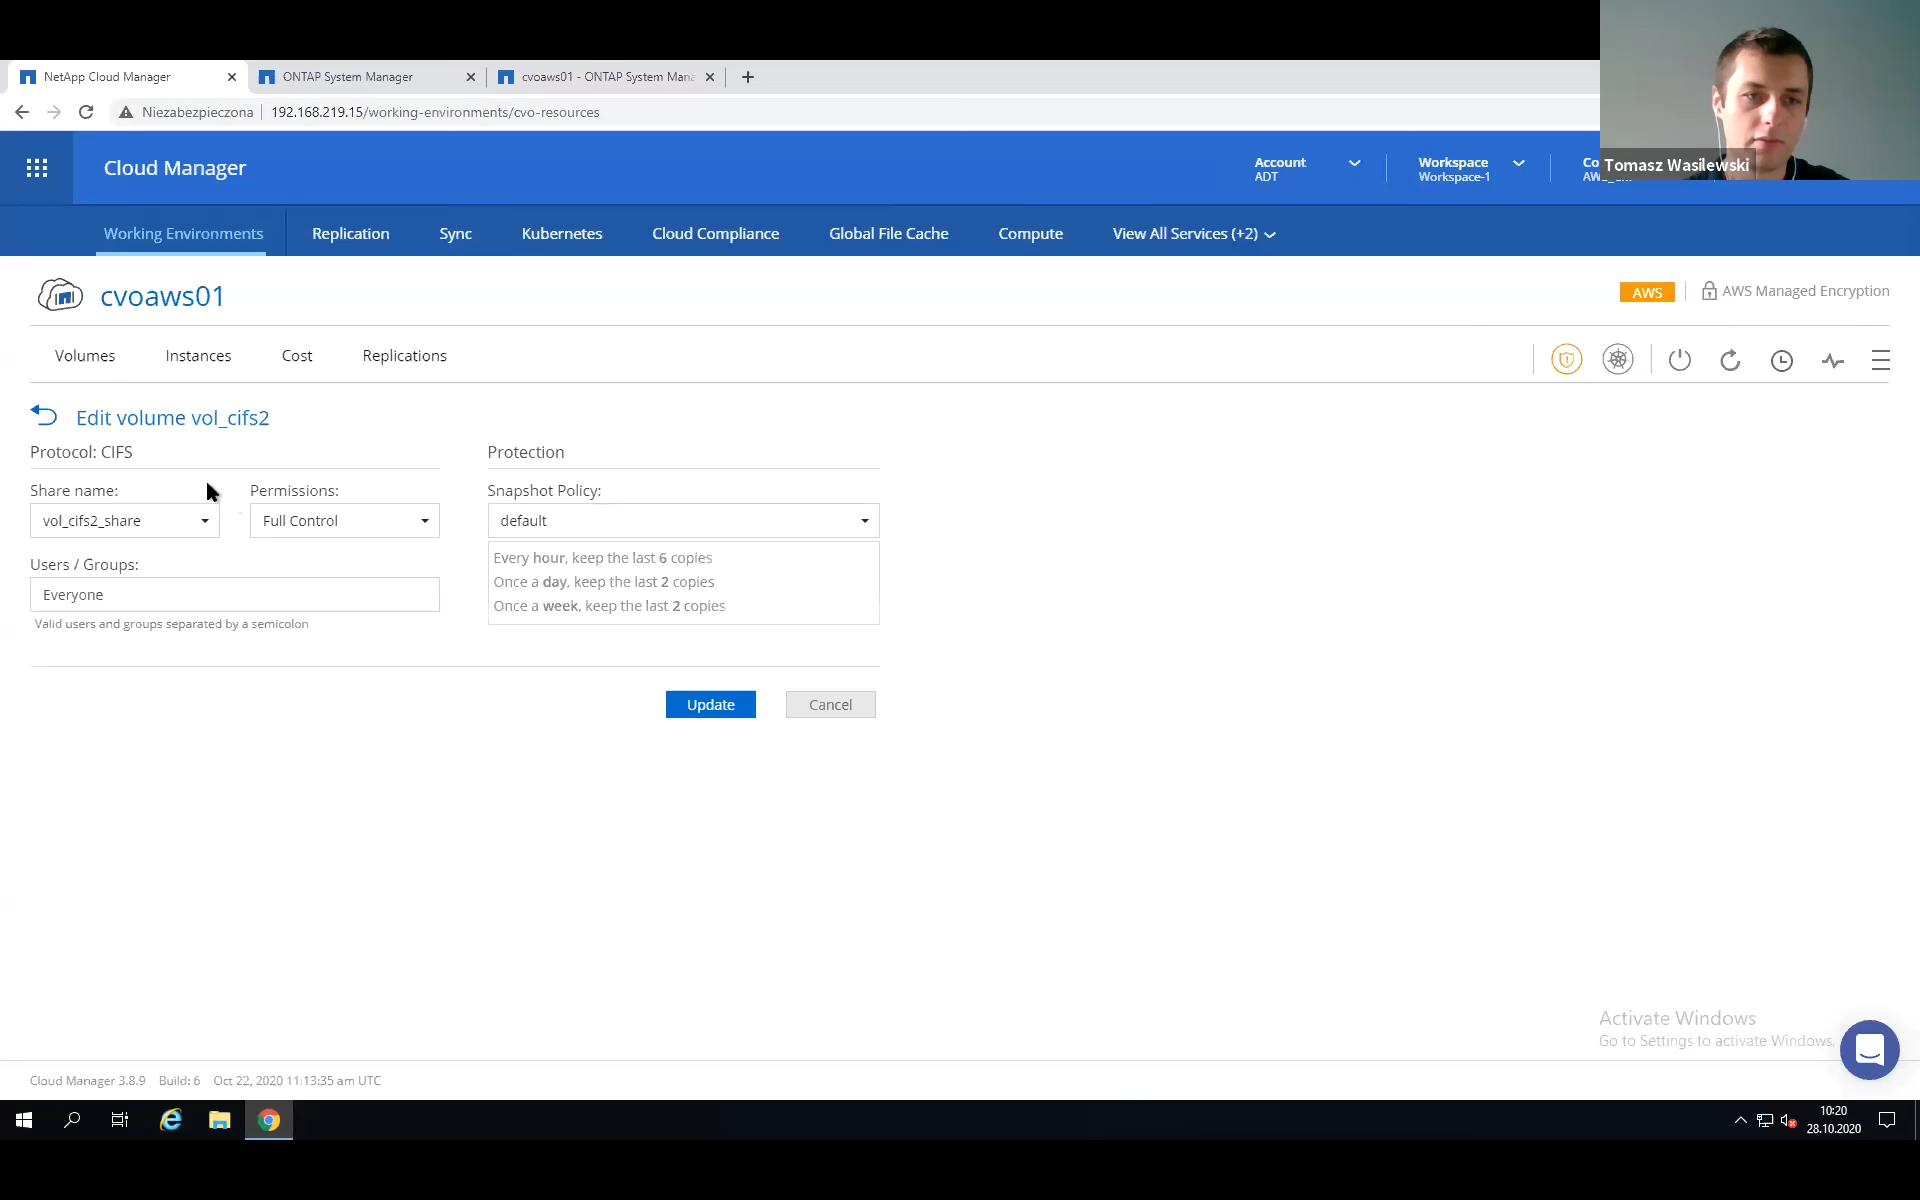 NetApp Cloud Manager
ONTAP System Manager
cvoaws01 - ONTAP System Mana
Niezabezpieczona
192.168.219.15/working-environments/cvo-resources
Tomasz Wasilewski
Cloud Manager
Account
ADT
Workspace
Workspace-1
Co
Working Environments
Replication
Sync
Kubernetes
Cloud Compliance
Global File Cache
Compute
View All Services (+2)
cvoaws01
AWS
AWS Managed Encryption
Volumes
Instances
Cost
Replications
Edit volume vol_cifs2
Protocol: CIFS
Share name:
Permissions:
vol_cifs2_share
Full Control
Users / Groups:
Everyone
Valid users and groups separated by a semicolon
Protection
Snapshot Policy:
default
Every hour, keep the last 6 copies
Once a day, keep the last 2 copies
Once a week, keep the last 2 copies
Update
Cancel
Activate Windows
Go to Settings to activate Windows.
Cloud Manager 3.8.9 Build: 6 Oct 22, 2020 11:13:35 am UTC
10:20
28.10.2020